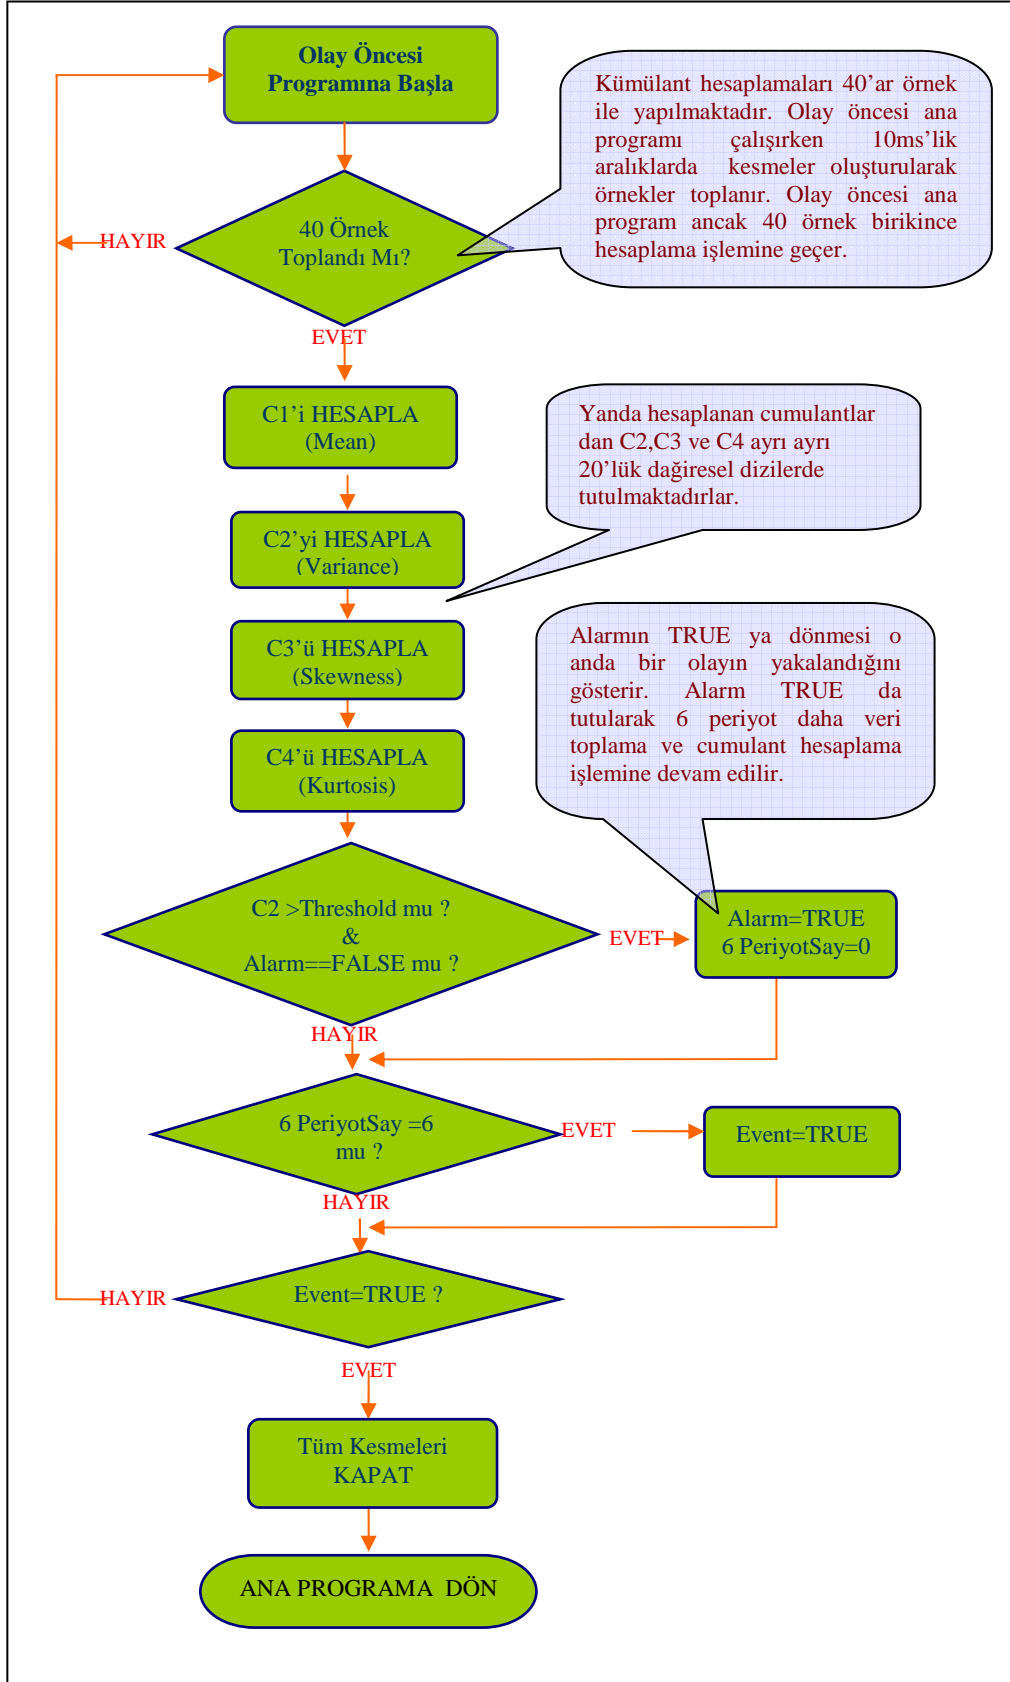 Olay Öncesi
Programına Başla
Kümülant hesaplamaları 40’ar örnek
ile yapılmaktadır. Olay öncesi ana
programı çalışırken 10ms’lik
aralıklarda kesmeler oluşturularak
örnekler toplanır. Olay öncesi ana
program ancak 40 örnek birikince
hesaplama işlemine geçer.
40 Örnek
Toplandı Mı?
HAYIR
EVET
C1’i HESAPLA
(Mean)
Yanda hesaplanan cumulantlar
dan C2,C3 ve C4 ayrı ayrı
20’lük dağiresel dizilerde
tutulmaktadırlar.
C2’yi HESAPLA
(Variance)
C3’ü HESAPLA
(Skewness)
Alarmın TRUE ya dönmesi o
anda bir olayın yakalandığını
gösterir. Alarm TRUE da
tutularak 6 periyot daha veri
toplama ve cumulant hesaplama
işlemine devam edilir.
C4’ü HESAPLA
(Kurtosis)
C2 >Threshold mu ?
&
Alarm==FALSE mu ?
EVET
Alarm=TRUE
6 PeriyotSay=0
HAYIR
6 PeriyotSay =6
mu ?
EVET
Event=TRUE
HAYIR
Event=TRUE ?
HAYIR
EVET
Tüm Kesmeleri
KAPAT
ANA PROGRAMA  DÖN